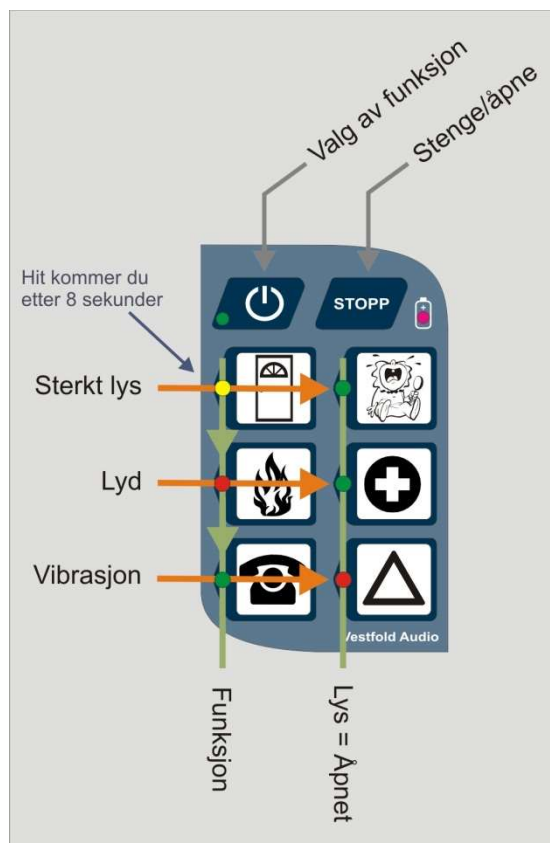 Valg av funksjon
Stenge/åpne
Hit kommer du
etter 8 sekunder
STOPP
Sterkt lys
Lyd
Vibrasjon
Vestfold Audio
Funksjon
Lys = Åpnet